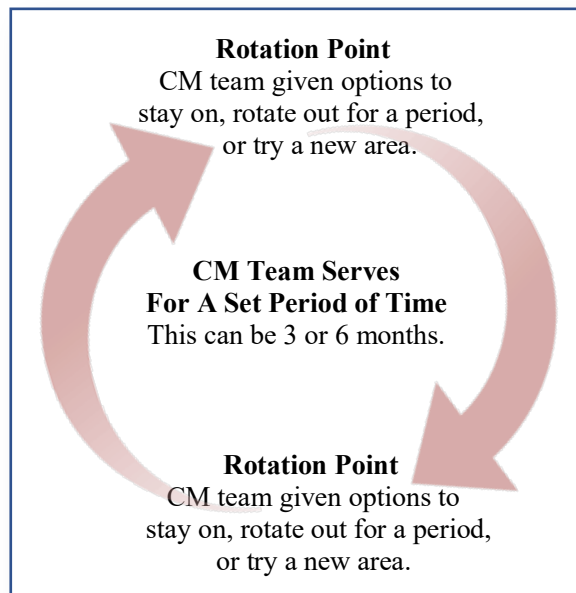 Rotation Point
CM team given options to
stay on, rotate out for a period,
or try a new area.
CM Team Serves
For A Set Period of Time
This can be 3 or 6 months.
Rotation Point
CM team given options to
stay on, rotate out for a period,
or try a new area.